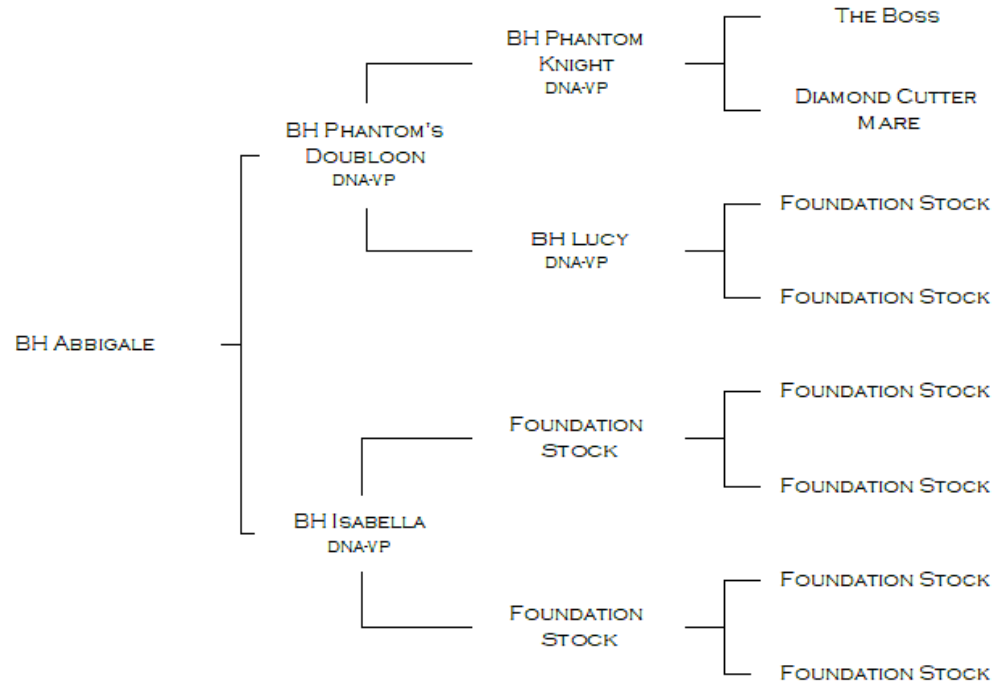 The Boss
BH Phantom
Knight
DNA-VP
Diamond Cutter
Mare
BH Phantom's
Doubloon
DNA-VP
Foundation Stock
BH Lucy
DNA-VP
Foundation Stock
BH Abbigale
Foundation Stock
Foundation
Stock
Foundation Stock
BH Isabella
DNA-VP
Foundation Stock
Foundation
Stock
Foundation Stock